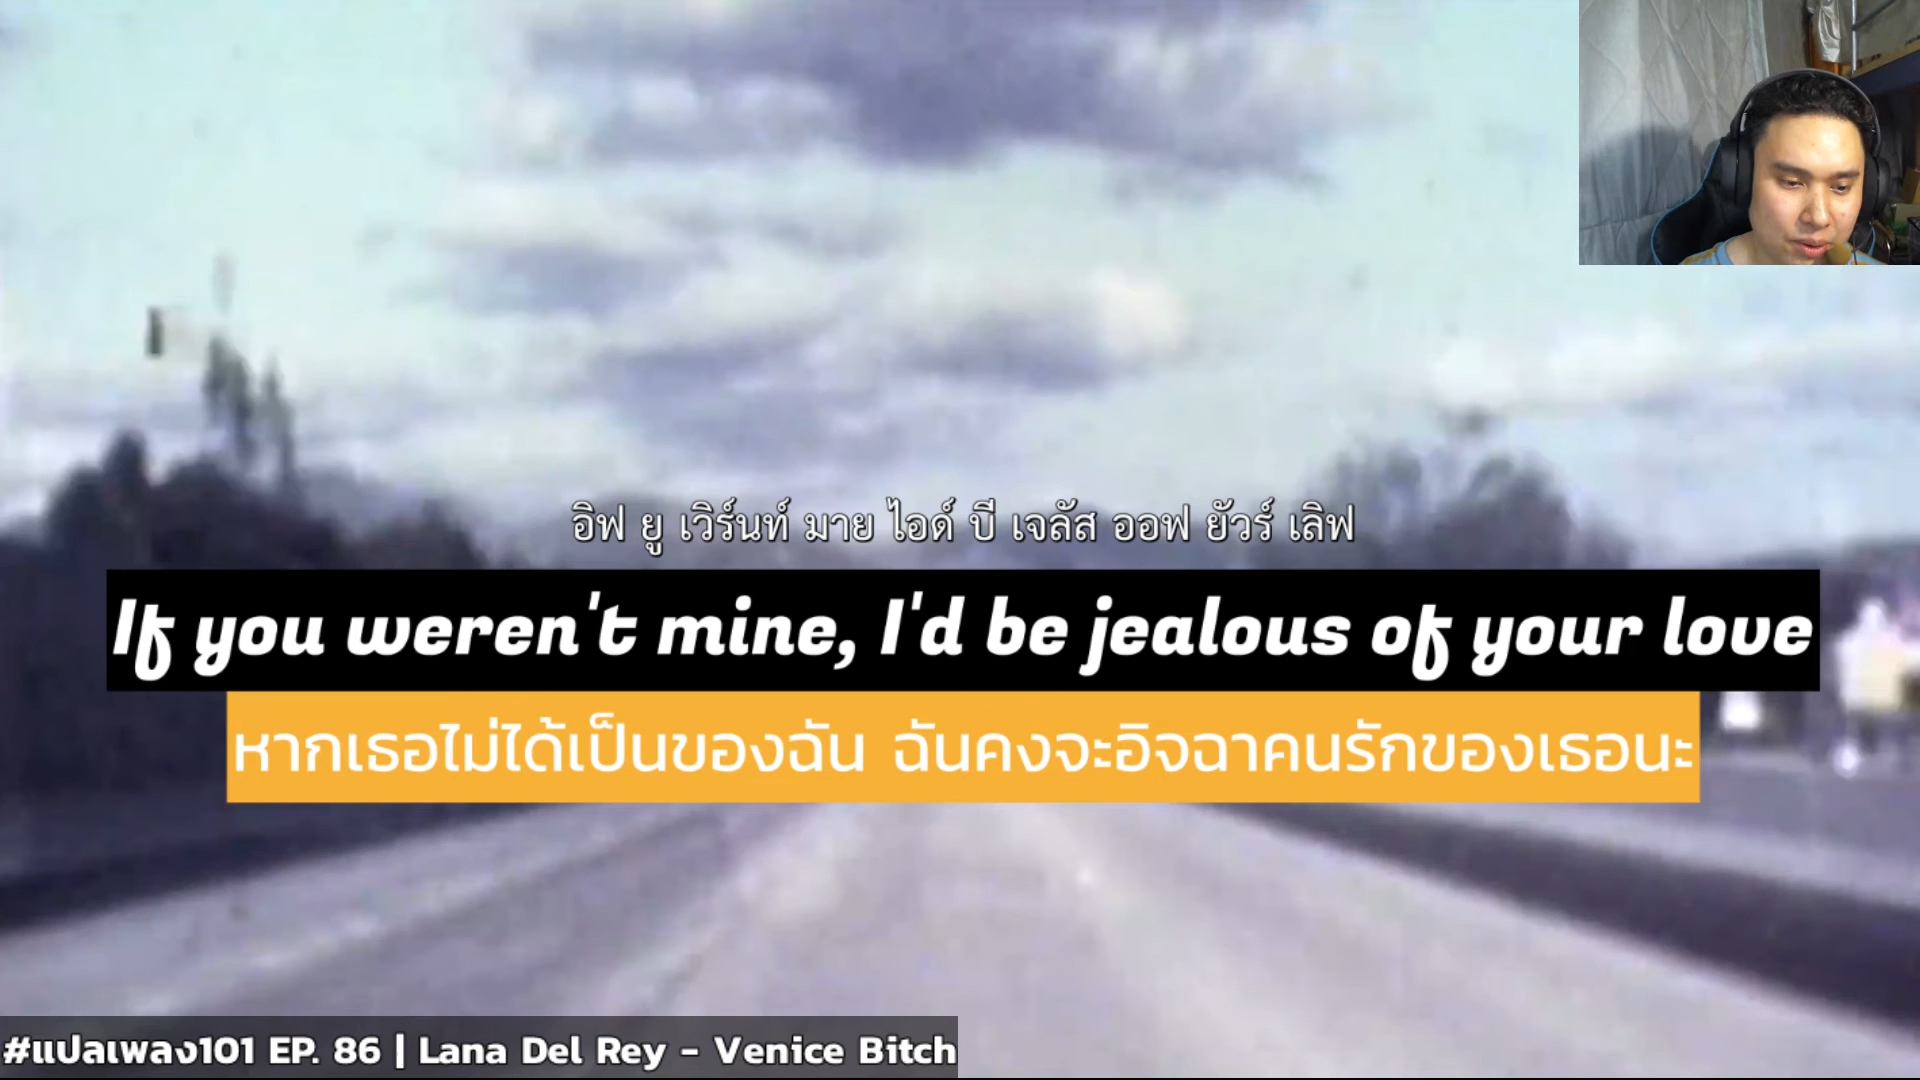 อิฟ ยู เวิร์นท์ มาย ไอด์ บี เจลัส ออฟ ยัวร์ เลิฟ
If you weren't mine, I'd be jealous of your love
หากเธอไม่ได้เป็นของฉัน ฉันคงจะอิจฉาคนรักของเธอนะ
#แปลเพลง101 EP. 86 | Lana Del Rey - Venice Bitch